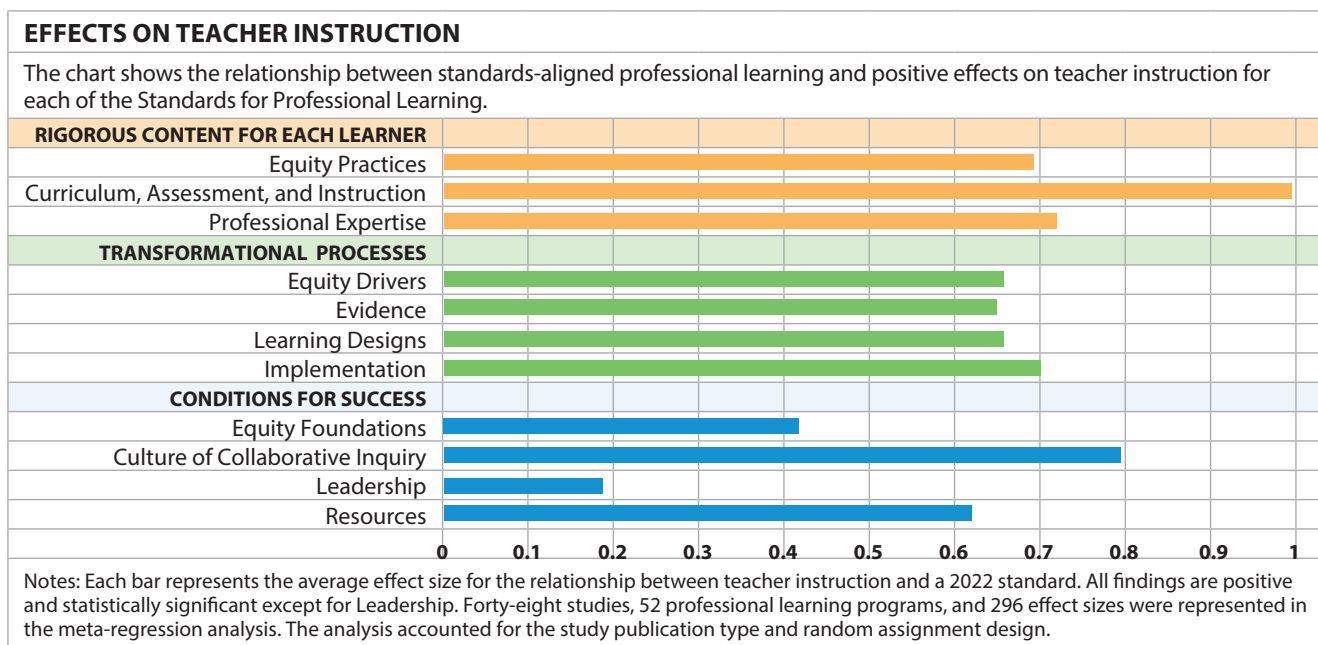 EFFECTS ON TEACHER INSTRUCTION
The chart shows the relationship between standards-aligned professional learning and positive effects on teacher instruction for
each of the Standards for Professional Learning.
RIGOROUS CONTENT FOR EACH LEARNER
Equity Practices
Curriculum, Assessment, and Instruction
Professional Expertise
TRANSFORMATIONAL PROCESSES
Equity Drivers
Evidence
Learning Designs
Implementation
CONDITIONS FOR SUCCESS
Equity Foundations
Culture of Collaborative Inquiry
Leadership
Resources
0 0.1 0.2 0.3 0.4 0.5 0.6 0.7 0.8 0.9 1
Notes: Each bar represents the average effect size for the relationship between teacher instruction and a 2022 standard. All findings are positive
and statistically significant except for Leadership. Forty-eight studies, 52 professional learning programs, and 296 effect sizes were represented in
the meta-regression analysis. The analysis accounted for the study publication type and random assignment design.